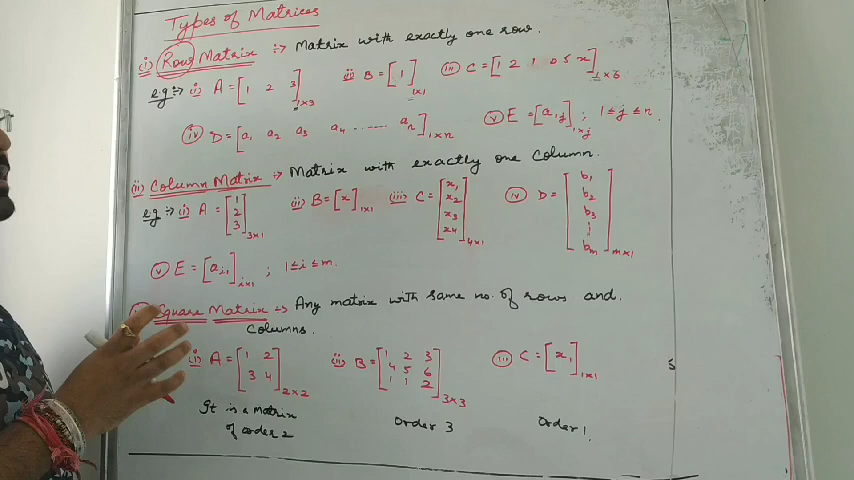 Types of Matrices
(i) Row Matrix :→ Matrix with exactly one row.
e.g :→ (i) A = [1 2 3]1×3 (ii) B = [1]1×1 (iii) C = [1 2 1 0 5 x]1×6
(iv) D = [a1 a2 a3 a4 ...... an]1×n (v) E = [a1j]1×j ; 1≤j≤n.
(ii) Column Matrix :→ Matrix with exactly one Column.
e.g :→ (i) A = [1 2 3]3×1 (ii) B = [x]1×1 (iii) C = [x1 x2 x3 x4]4×1 (iv) D = [b1 b2 b3 ⋮ bm]m×1
(v) E = [ai1]i×1 ; 1≤i≤m.
Square Matrix :→ Any matrix with same no. of rows and
Columns.
(i) A = [1 2 3 4]2×2 (ii) B = [1 2 3 4 5 6 1 1 2]3×3 (iii) C = [x1]1×1 S
It is a Matrix
of order 2 Order 3 Order 1.